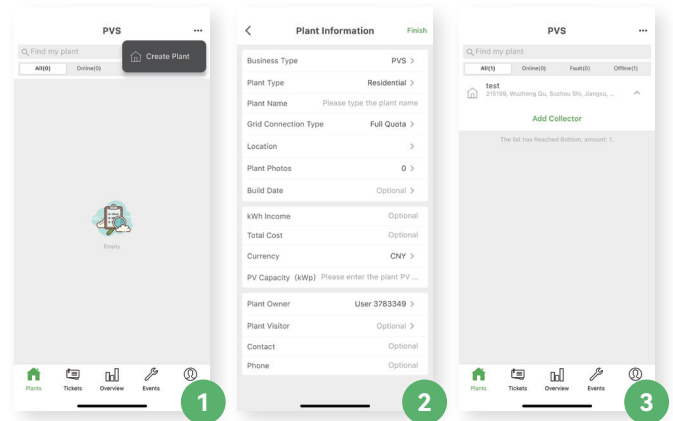 PVS
...
Find my plant
Create Plant
All(0) Online(0)
Empty
Plants Tickets Overview Events
1
Plant Information Finish
Business Type PVS >
Plant Type Residential >
Plant Name Please type the plant name
Grid Connection Type Full Quota >
Location >
Plant Photos 0 >
Build Date Optional >
kWh Income Optional
Total Cost Optional
Currency CNY >
PV Capacity (kWp) Please enter the plant PV ...
Plant Owner User 3783349 >
Plant Visitor Optional >
Contact Optional
Phone Optional
2
PVS
...
Find my plant
All(1) Online(0) Fault(0) Offline(1)
test
215169, Wuzhong Qu, Suzhou Shi, Jiangsu, ...
Add Collector
The list has Reached Bottom, amount: 1.
Plants Tickets Overview Events
3